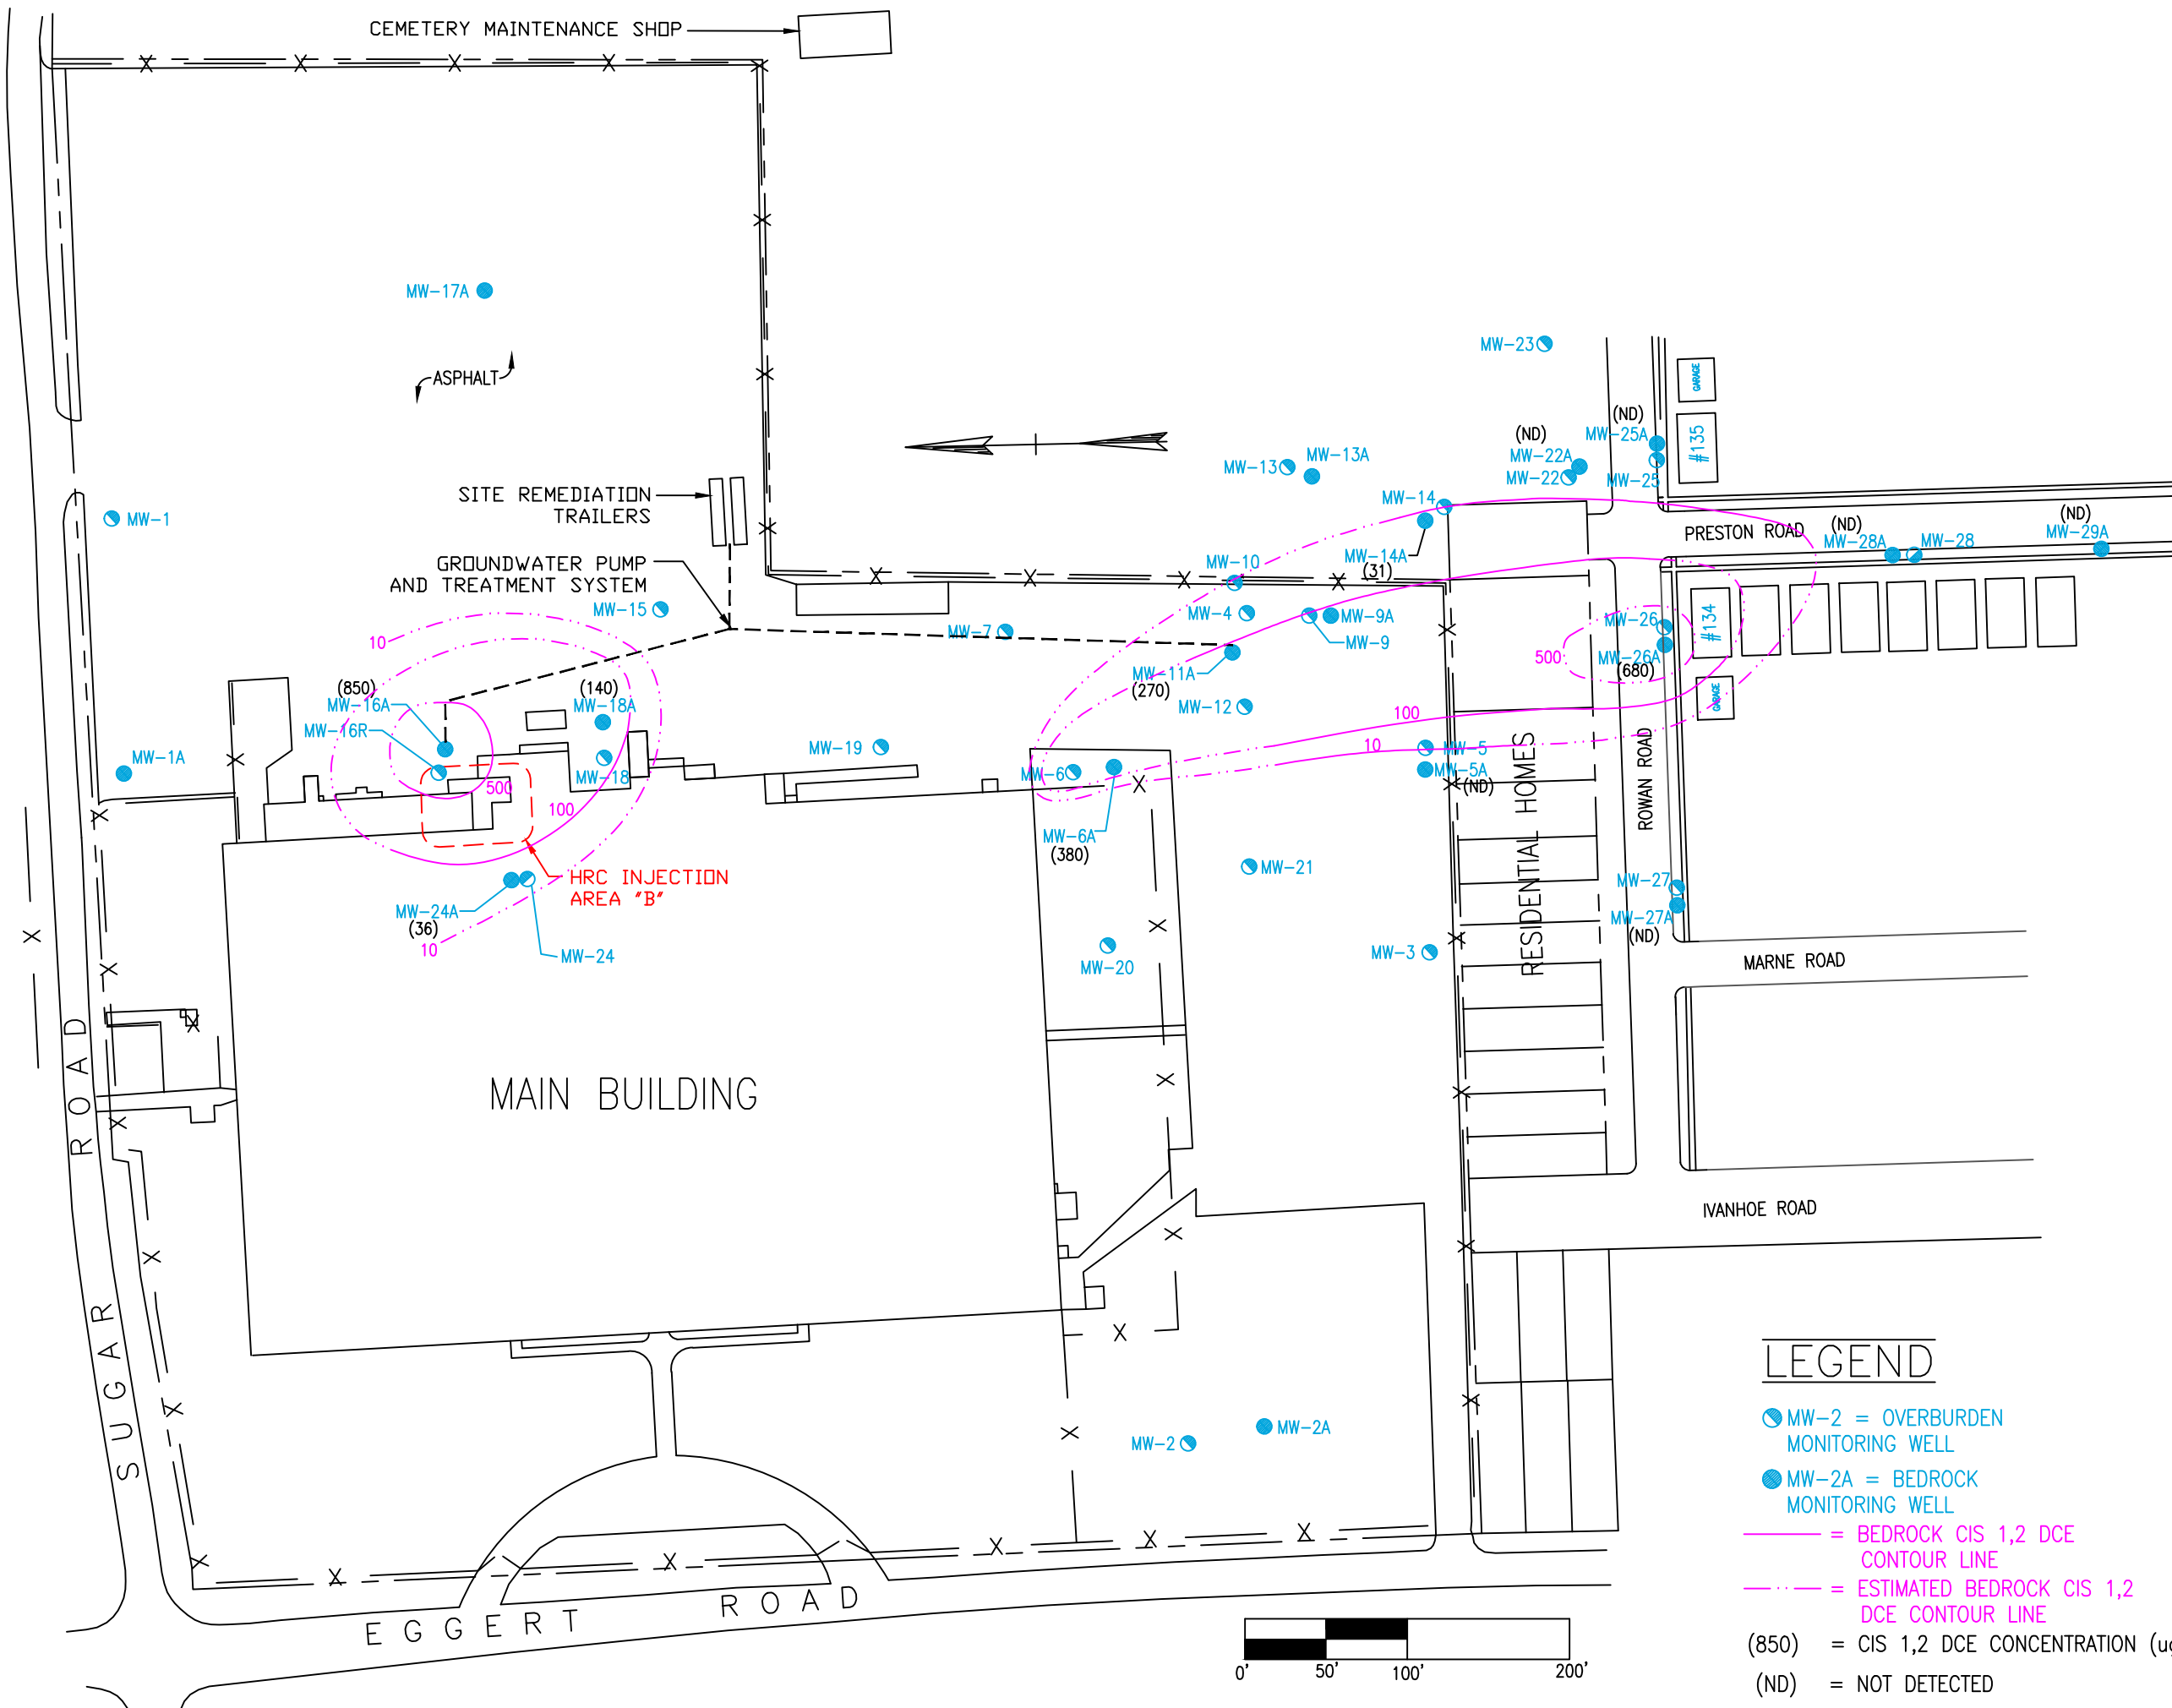 CEMETERY MAINTENANCE SHOP
MW-17A
ASPHALT
MW-23
GARAGE
(ND)
MW-25A
#135
(ND)
MW-22A
MW-22
MW-25
MW-13
MW-13A
SITE REMEDIATION
TRAILERS
MW-14
MW-1
PRESTON ROAD
(ND)
MW-28A
MW-28
(ND)
MW-29A
GROUNDWATER PUMP
AND TREATMENT SYSTEM
MW-10
MW-14A
(31)
MW-15
MW-7
MW-4
MW-9A
MW-9
MW-26
#134
10
500
MW-26A
(680)
MW-11A
(270)
(850)
MW-16A
(140)
MW-18A
MW-16R
MW-12
100
GARAGE
MW-1A
MW-18
MW-19
10
MW-5
MW-6
MW-5A
(ND)
500
100
RESIDENTIAL HOMES
ROWAN ROAD
MW-6A
(380)
HRC INJECTION
AREA "B"
MW-21
MW-27
MW-24A
(36)
10
MW-24
MW-27A
(ND)
MW-20
MW-3
MARNE ROAD
MAIN BUILDING
SUGAR ROAD
IVANHOE ROAD
LEGEND
MW-2 = OVERBURDEN
MONITORING WELL
MW-2A = BEDROCK
MONITORING WELL
= BEDROCK CIS 1,2 DCE
CONTOUR LINE
= ESTIMATED BEDROCK CIS 1,2
DCE CONTOUR LINE
(850) = CIS 1,2 DCE CONCENTRATION
(ND) = NOT DETECTED
MW-2
MW-2A
EGGERT ROAD
0' 50' 100' 200'